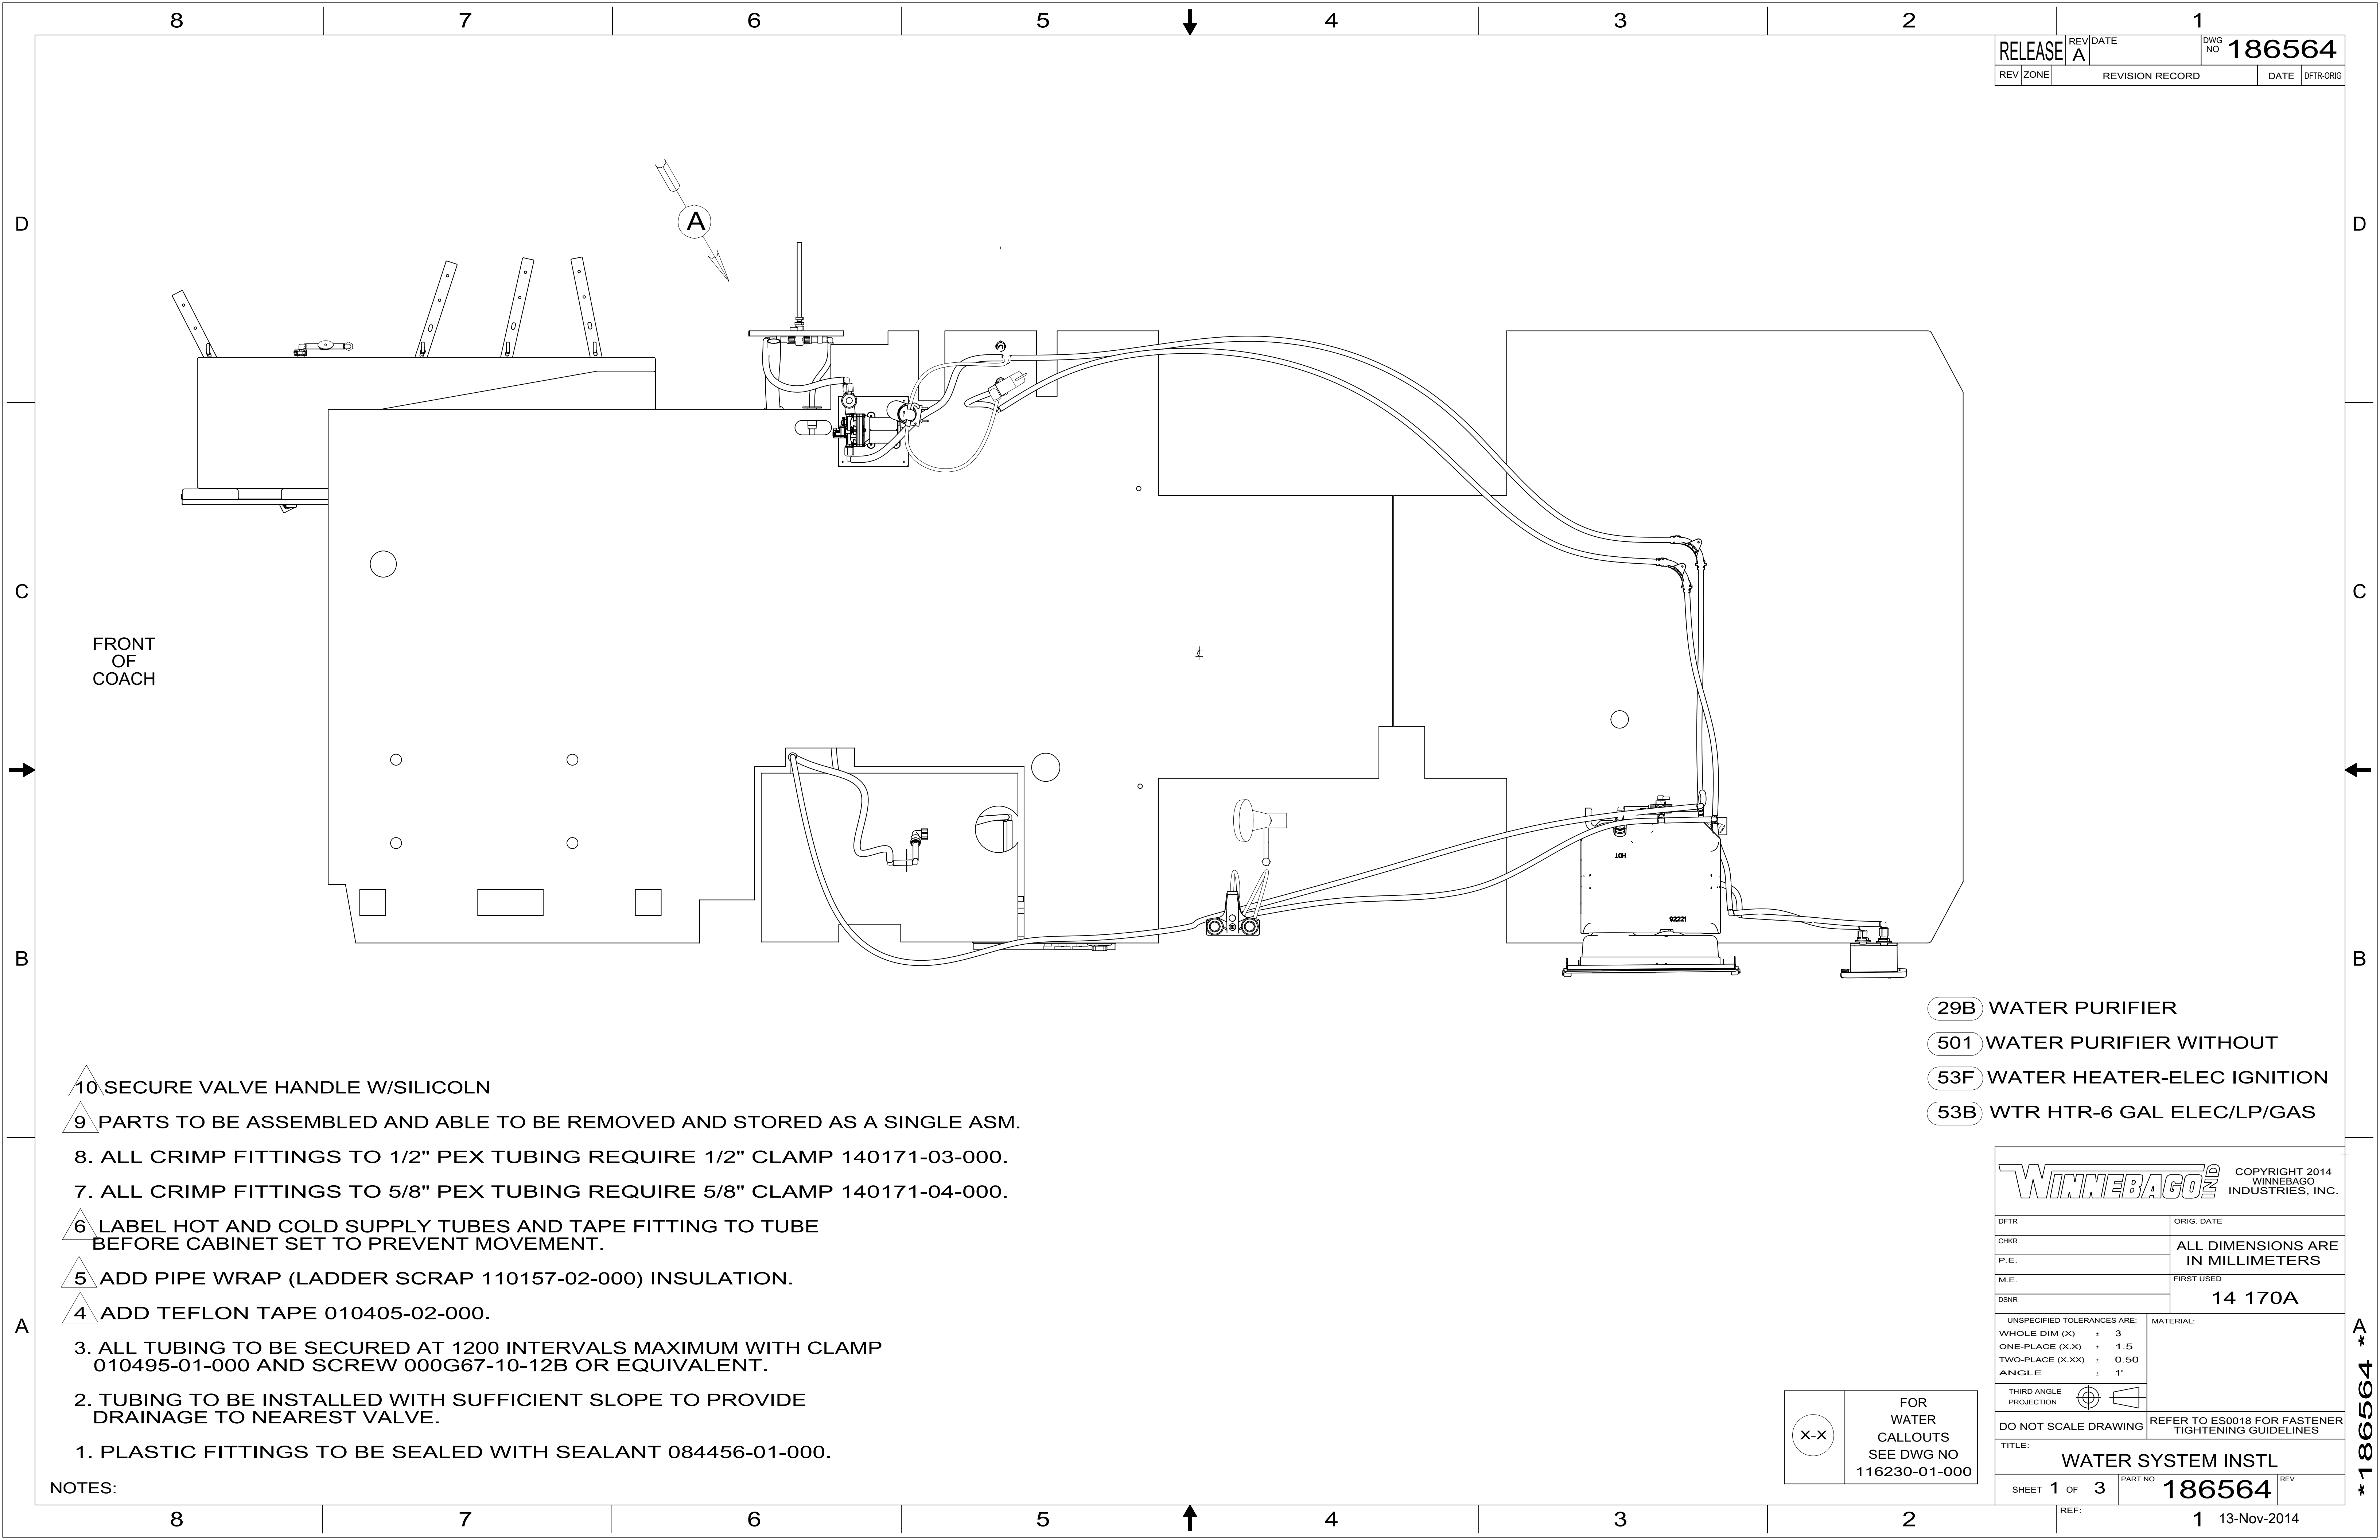 8 7 6 5 4 3 2 1
RELEASE REV A DATE DWG NO 186564
REV ZONE REVISION RECORD DATE DFTR-ORIG
A
D D
C C
FRONT
OF
COACH
HOT
92221
B B
29B WATER PURIFIER
501 WATER PURIFIER WITHOUT
53F WATER HEATER-ELEC IGNITION
53B WTR HTR-6 GAL ELEC/LP/GAS
10 SECURE VALVE HANDLE W/SILICOLN
9 PARTS TO BE ASSEMBLED AND ABLE TO BE REMOVED AND STORED AS A SINGLE ASM.
8. ALL CRIMP FITTINGS TO 1/2" PEX TUBING REQUIRE 1/2" CLAMP 140171-03-000.
7. ALL CRIMP FITTINGS TO 5/8" PEX TUBING REQUIRE 5/8" CLAMP 140171-04-000.
6 LABEL HOT AND COLD SUPPLY TUBES AND TAPE FITTING TO TUBE
BEFORE CABINET SET TO PREVENT MOVEMENT.
5 ADD PIPE WRAP (LADDER SCRAP 110157-02-000) INSULATION.
4 ADD TEFLON TAPE 010405-02-000.
3. ALL TUBING TO BE SECURED AT 1200 INTERVALS MAXIMUM WITH CLAMP
010495-01-000 AND SCREW 000G67-10-12B OR EQUIVALENT.
2. TUBING TO BE INSTALLED WITH SUFFICIENT SLOPE TO PROVIDE
DRAINAGE TO NEAREST VALVE.
1. PLASTIC FITTINGS TO BE SEALED WITH SEALANT 084456-01-000.
NOTES:
A A
X-X
FOR
WATER
CALLOUTS
SEE DWG NO
116230-01-000
WINNEBAGO IND
COPYRIGHT 2014
WINNEBAGO
INDUSTRIES, INC.
DFTR
ORIG. DATE
CHKR
ALL DIMENSIONS ARE
IN MILLIMETERS
P.E.
M.E.
FIRST USED
14 170A
DSNR
UNSPECIFIED TOLERANCES ARE:
WHOLE DIM (X) ± 3
ONE-PLACE (X.X) ± 1.5
TWO-PLACE (X.XX) ± 0.50
ANGLE ± 1°
MATERIAL:
THIRD ANGLE
PROJECTION
DO NOT SCALE DRAWING
REFER TO ES0018 FOR FASTENER
TIGHTENING GUIDELINES
TITLE:
WATER SYSTEM INSTL
SHEET 1 OF 3
PART NO 186564 REV
REF:
*186564 *
8 7 6 5 4 3 2 1
13-Nov-2014